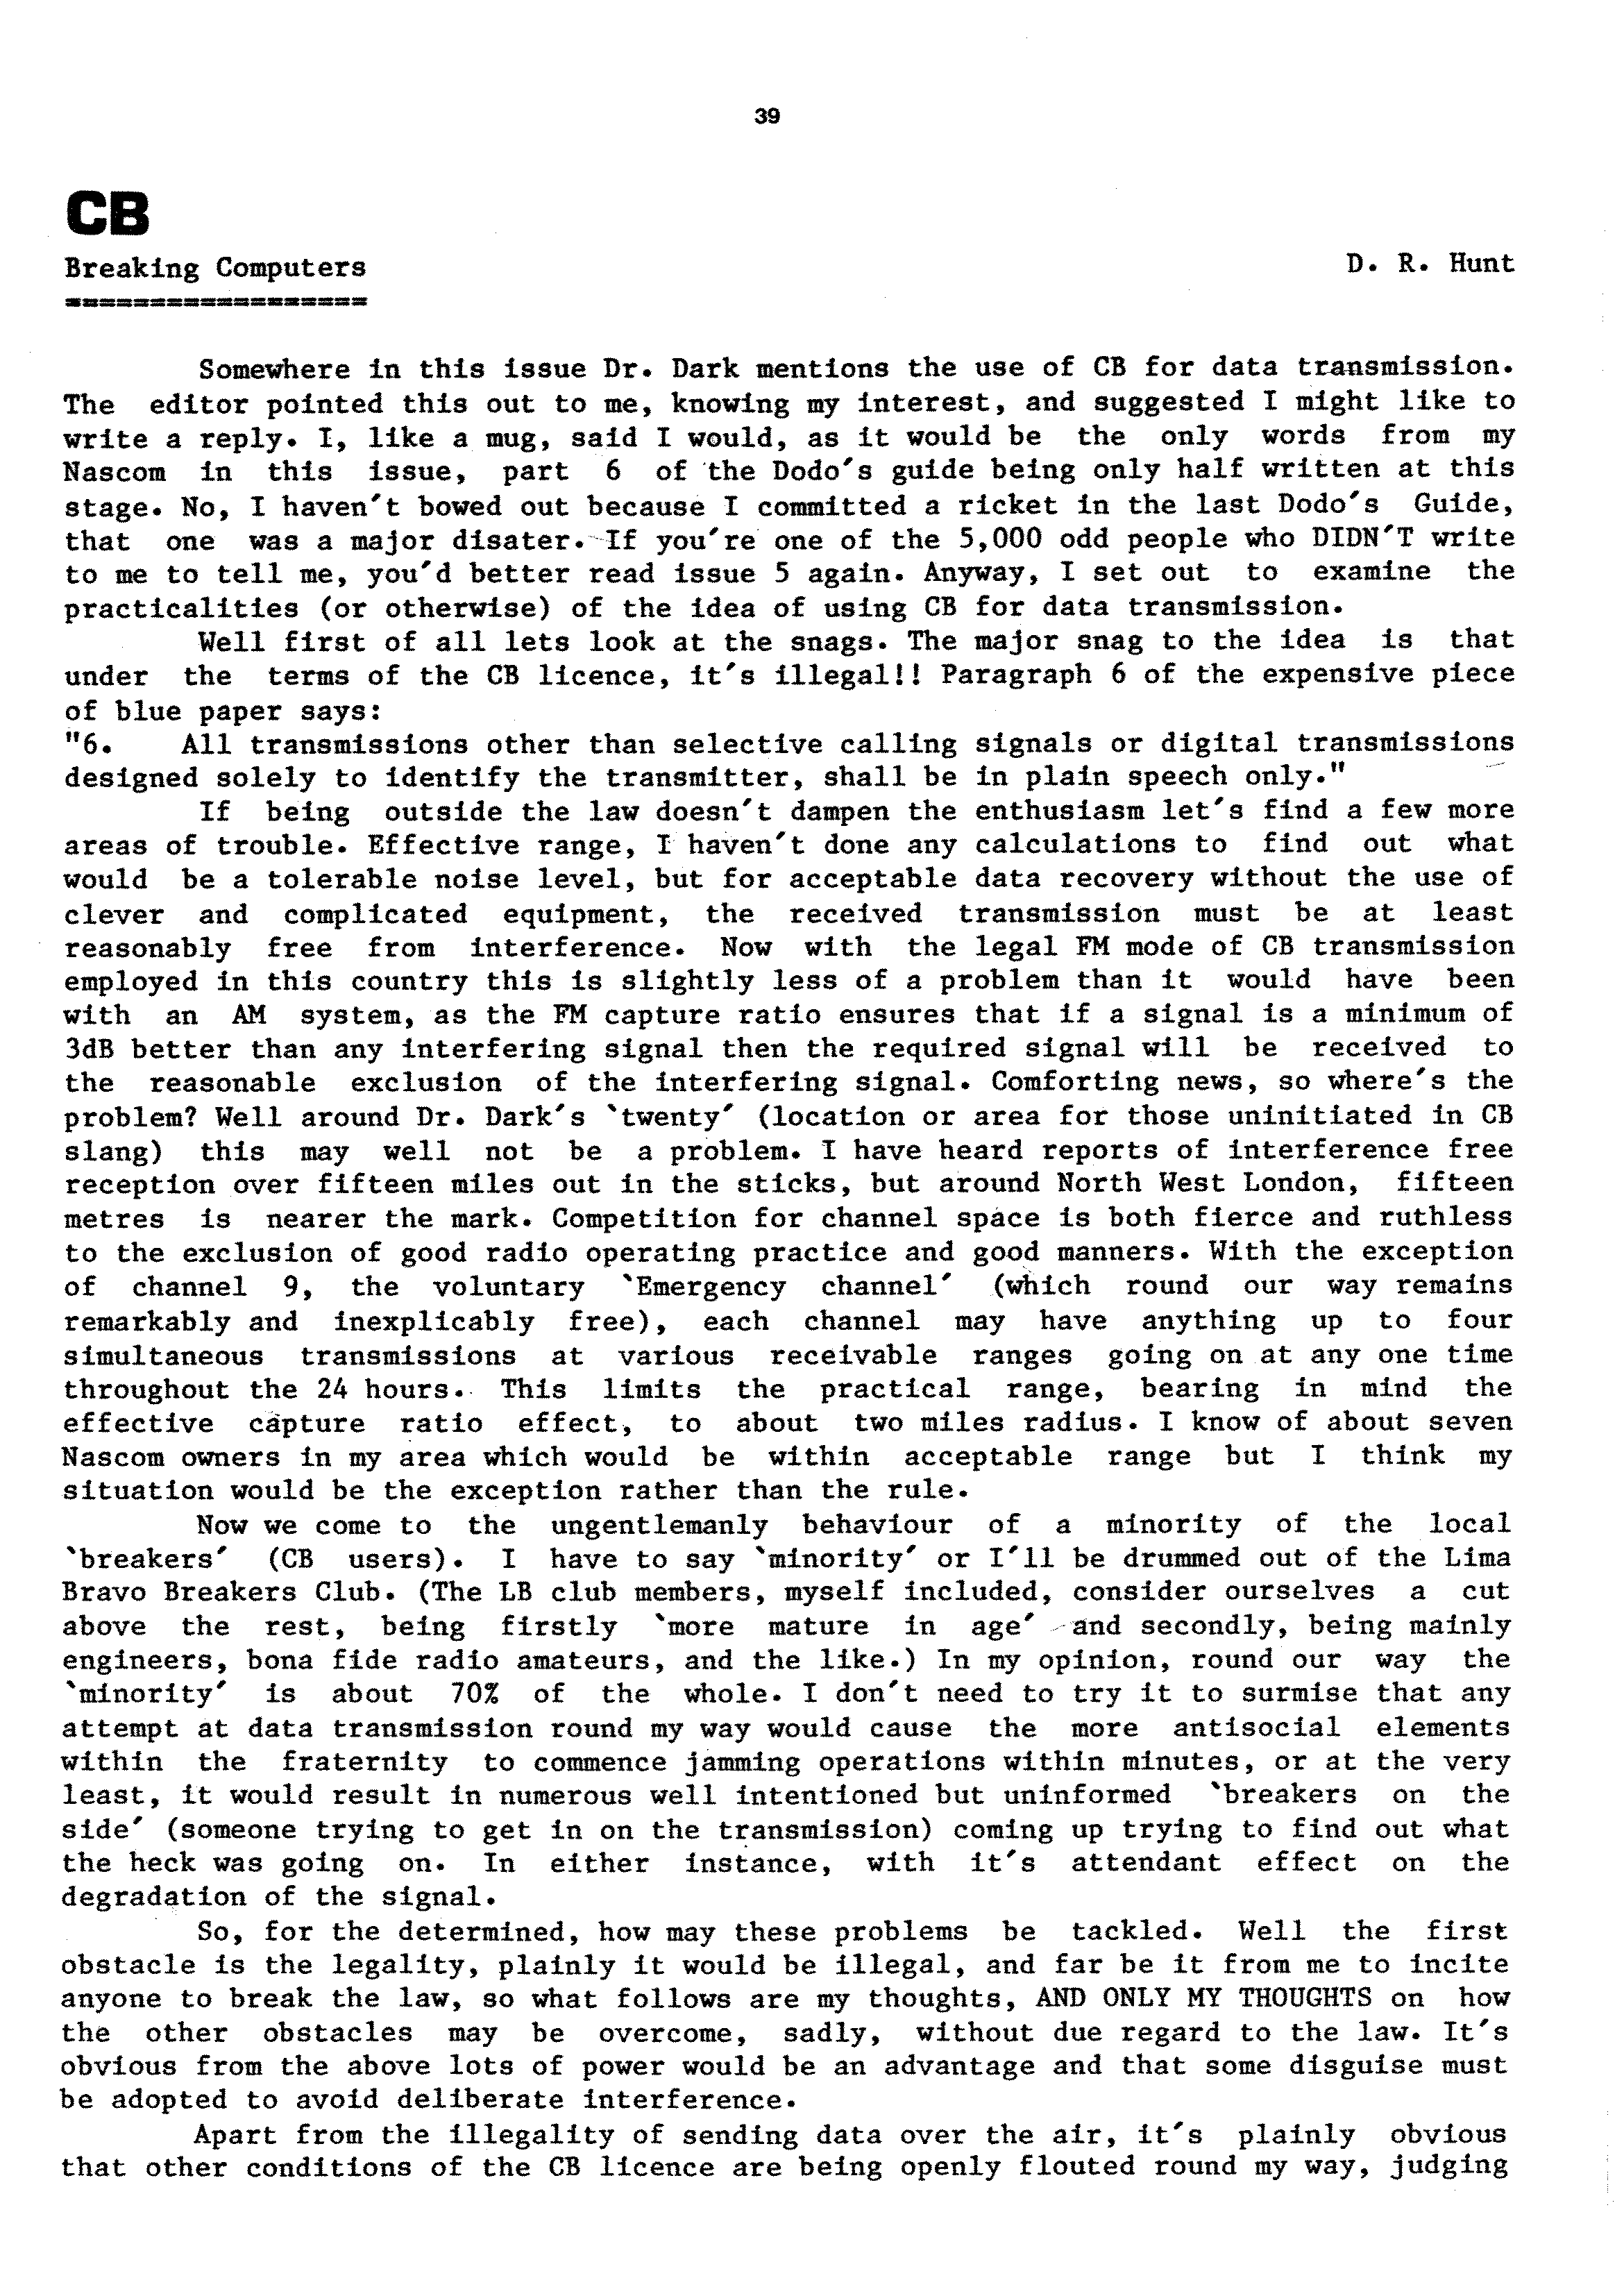 39
CB
Breaking Computers
D. R. Hunt
==================
Somewhere in this issue Dr. Dark mentions the use of CB for data transmission.
The editor pointed this out to me, knowing my interest, and suggested I might like to
write a reply. I, like a mug, said I would, as it would be the only words from my
Nascom in this issue, part 6 of the Dodo's guide being only half written at this
stage. No, I haven't bowed out because I committed a ricket in the last Dodo's Guide,
that one was a major disater. If you're one of the 5,000 odd people who DIDN'T write
to me to tell me, you'd better read issue 5 again. Anyway, I set out to examine the
practicalities (or otherwise) of the idea of using CB for data transmission.
Well first of all lets look at the snags. The major snag to the idea is that
under the terms of the CB licence, it's illegal!! Paragraph 6 of the expensive piece
of blue paper says:
"6. All transmissions other than selective calling signals or digital transmissions
designed solely to identify the transmitter, shall be in plain speech only."
If being outside the law doesn't dampen the enthusiasm let's find a few more
areas of trouble. Effective range, I haven't done any calculations to find out what
would be a tolerable noise level, but for acceptable data recovery without the use of
clever and complicated equipment, the received transmission must be at least
reasonably free from interference. Now with the legal FM mode of CB transmission
employed in this country this is slightly less of a problem than it would have been
with an AM system, as the FM capture ratio ensures that if a signal is a minimum of
3dB better than any interfering signal then the required signal will be received to
the reasonable exclusion of the interfering signal. Comforting news, so where's the
problem? Well around Dr. Dark's `twenty' (location or area for those uninitiated in CB
slang) this may well not be a problem. I have heard reports of interference free
reception over fifteen miles out in the sticks, but around North West London, fifteen
metres is nearer the mark. Competition for channel space is both fierce and ruthless
to the exclusion of good radio operating practice and good manners. With the exception
of channel 9, the voluntary `Emergency channel' (which round our way remains
remarkably and inexplicably free), each channel may have anything up to four
simultaneous transmissions at various receivable ranges going on at any one time
throughout the 24 hours. This limits the practical range, bearing in mind the
effective capture ratio effect, to about two miles radius. I know of about seven
Nascom owners in my area which would be within acceptable range but I think my
situation would be the exception rather than the rule.
Now we come to the ungentlemanly behaviour of a minority of the local
`breakers' (CB users). I have to say `minority' or I'll be drummed out of the Lima
Bravo Breakers Club. (The LB club members, myself included, consider ourselves a cut
above the rest, being firstly `more mature in age' and secondly, being mainly
engineers, bona fide radio amateurs, and the like.) In my opinion, round our way the
`minority' is about 70% of the whole. I don't need to try it to surmise that any
attempt at data transmission round my way would cause the more antisocial elements
within the fraternity to commence jamming operations within minutes, or at the very
least, it would result in numerous well intentioned but uninformed `breakers on the
side' (someone trying to get in on the transmission) coming up trying to find out what
the heck was going on. In either instance, with it's attendant effect on the
degradation of the signal.
So, for the determined, how may these problems be tackled. Well the first
obstacle is the legality, plainly it would be illegal, and far be it from me to incite
anyone to break the law, so what follows are my thoughts, AND ONLY MY THOUGHTS on how
the other obstacles may be overcome, sadly, without due regard to the law. It's
obvious from the above lots of power would be an advantage and that some disguise must
be adopted to avoid deliberate interference.
Apart from the illegality of sending data over the air, it's plainly obvious
that other conditions of the CB licence are being openly flouted round my way, judging